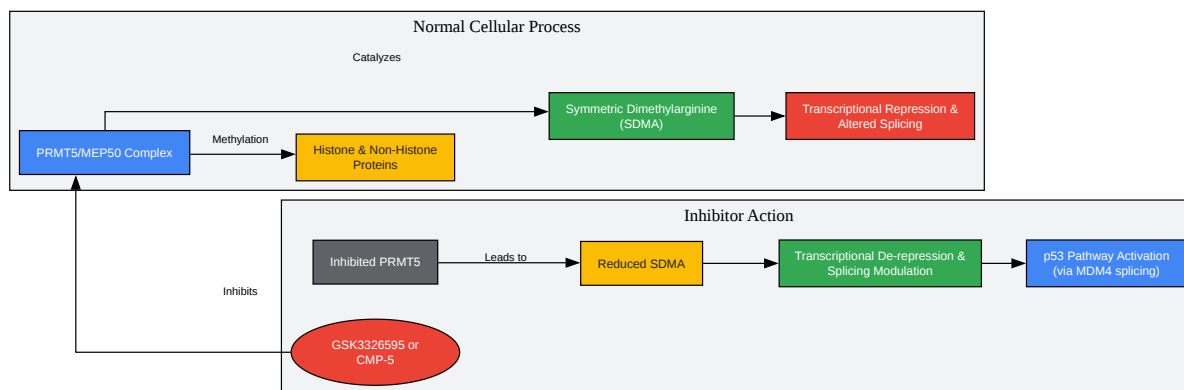 Normal Cellular Process
Catalyzes
Symmetric Dimethylarginine
(SDMA)
Transcriptional Repression &
Altered Splicing
PRMT5/MEP50 Complex
Methylation
Histone & Non-Histone
Proteins
Inhibitor Action
Inhibited PRMT5
Leads to
Reduced SDMA
Transcriptional De-repression &
Splicing Modulation
p53 Pathway Activation
(via MDM4 splicing)
Inhibits
GSK3326595 or
CMP-5